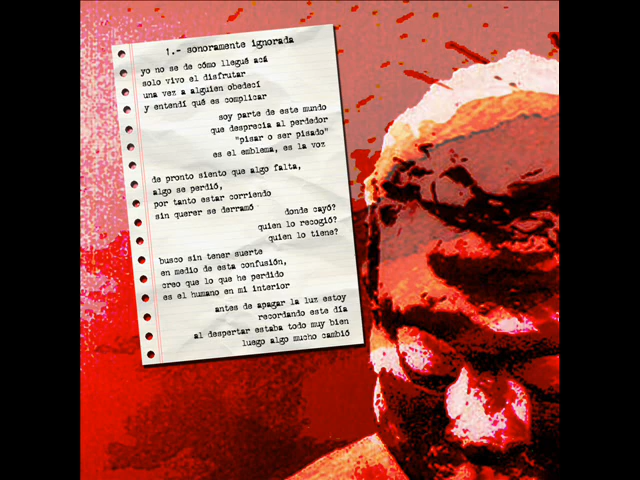 1.- sonoramente ignorada
yo no se de cómo llegué acá
solo vivo el disfrutar
una vez a alguien obedecí
y entendí qué es complicar
soy parte de este mundo
que desprecia al perdedor
"pisar o ser pisado"
es el emblema, es la voz
de pronto siento que algo falta,
algo se perdió,
por tanto estar corriendo
sin querer se derramó
donde cayó?
quien lo recogió?
quien lo tiene?
busco sin tener suerte
en medio de esta confusión,
creo que lo que he perdido
es el humano en mi interior
antes de apagar la luz estoy
recordando este día
al despertar estaba todo muy bien
luego algo mucho cambió